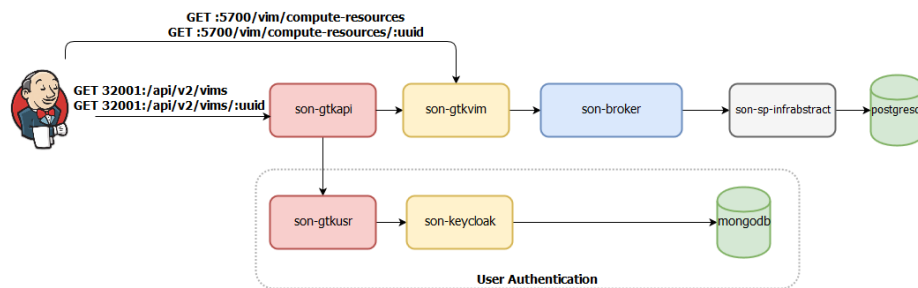 GET :5700/vim/compute-resources
GET :5700/vim/compute-resources/:uuid
GET 32001:/api/v2/vims
GET 32001:/api/v2/vims/:uuid
son-gtkapi
son-gtkvim
son-broker
son-sp-infrabstract
postgresq
son-gtkusr
son-keycloak
mongodb
User Authentication